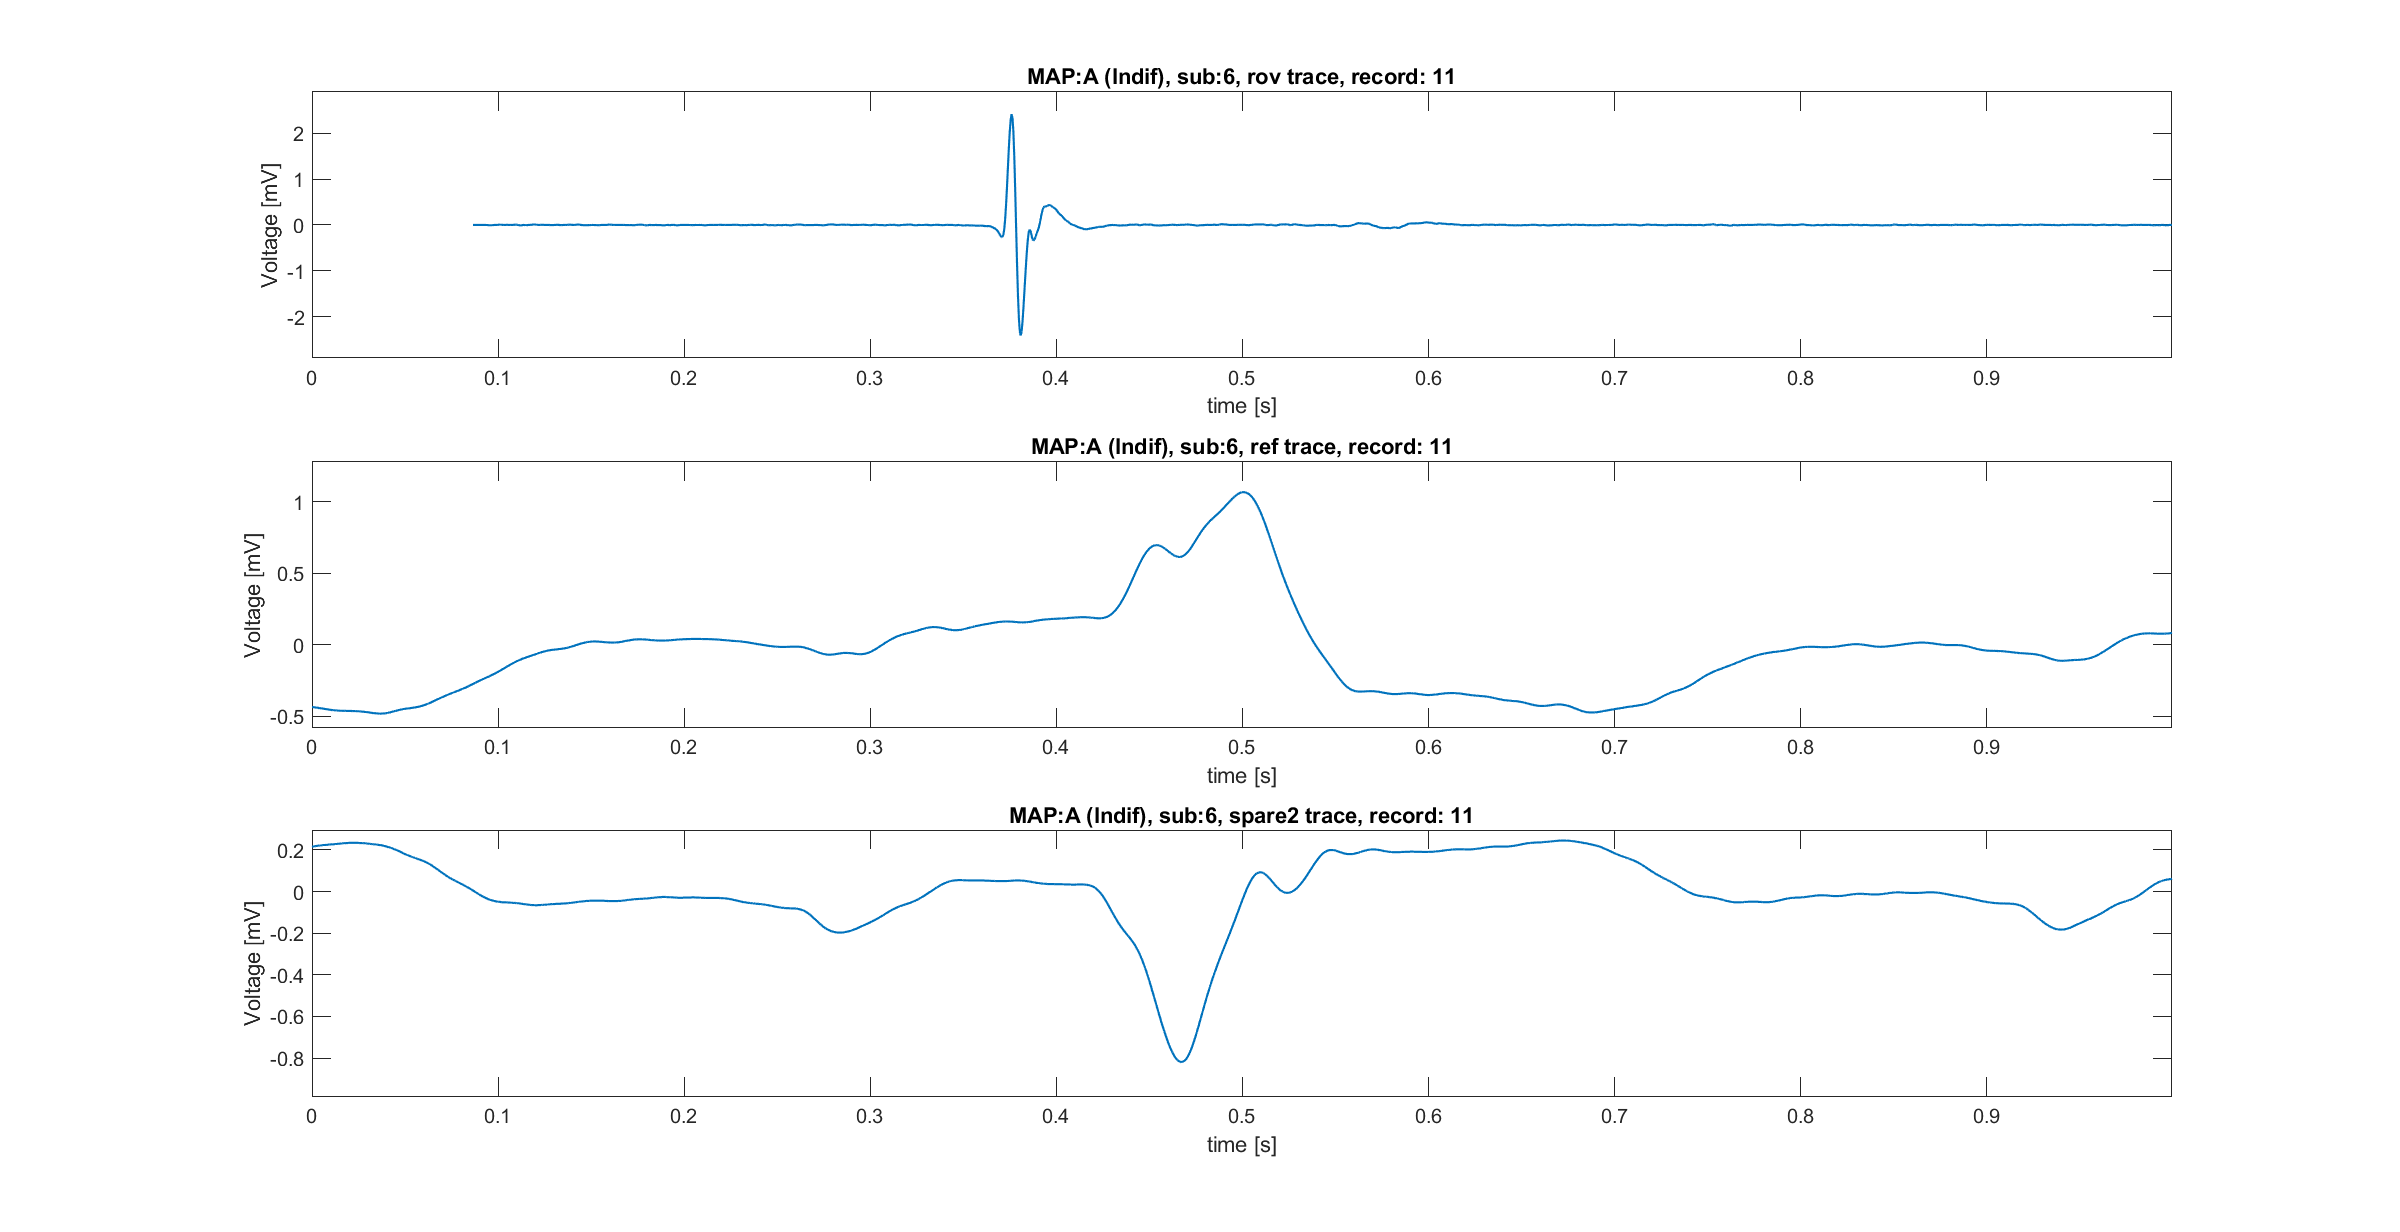 MAP:A (Indif), sub:6, rov trace, record: 11
Voltage [mV]
2
1
0
-1
-2
0 0.1 0.2 0.3 0.4 0.5 0.6 0.7 0.8 0.9
time [s]
MAP:A (Indif), sub:6, ref trace, record: 11
Voltage [mV]
1
0.5
0
-0.5
0 0.1 0.2 0.3 0.4 0.5 0.6 0.7 0.8 0.9
time [s]
MAP:A (Indif), sub:6, spare2 trace, record: 11
Voltage [mV]
0.2
0
-0.2
-0.4
-0.6
-0.8
0 0.1 0.2 0.3 0.4 0.5 0.6 0.7 0.8 0.9
time [s]